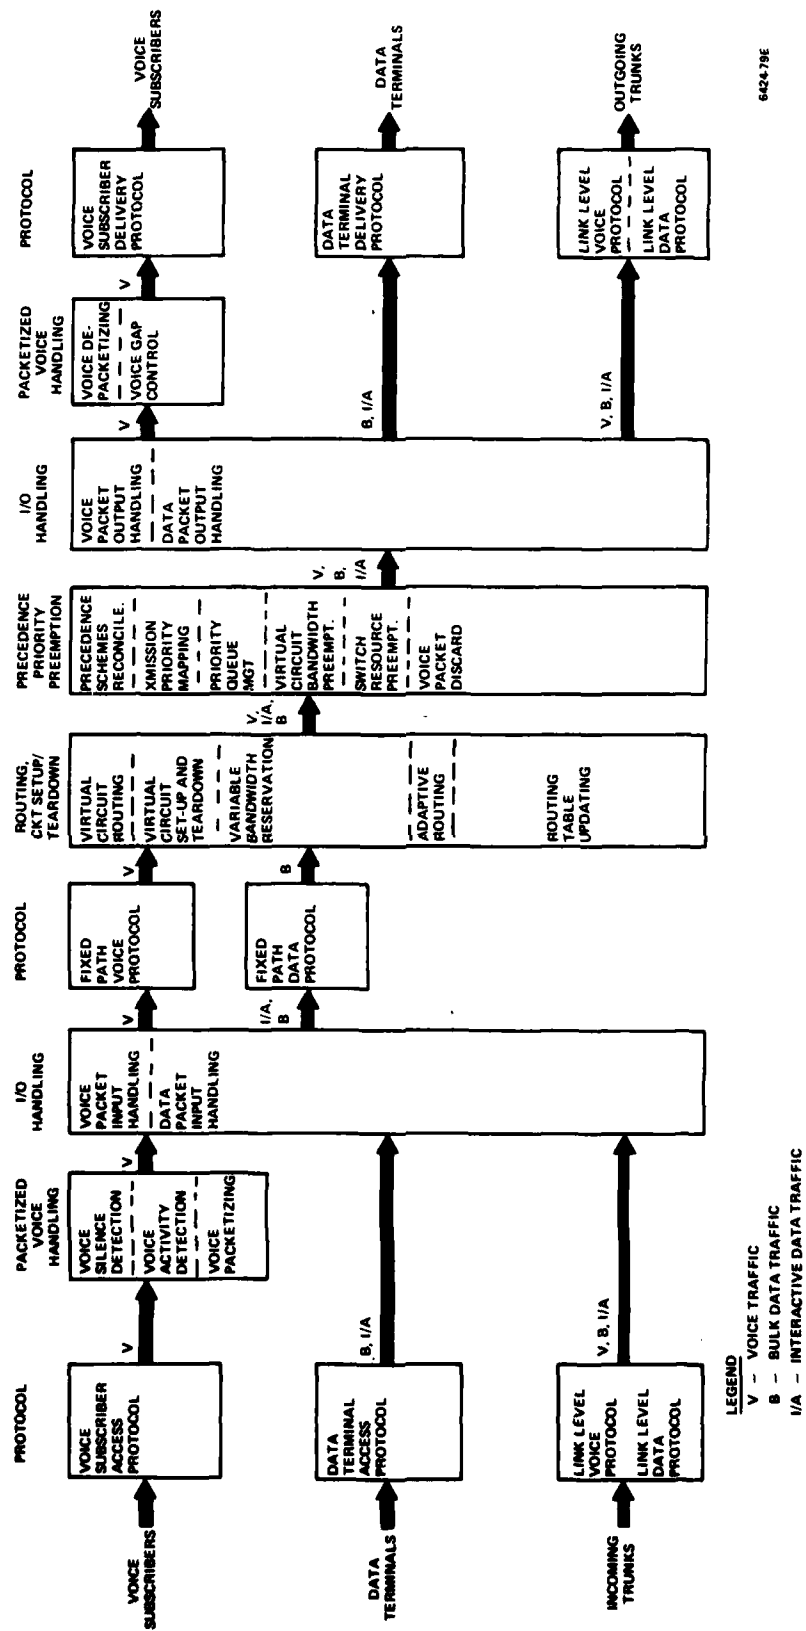 PROTOCOL
PACKETIZED
VOICE
HANDLING
I/O
HANDLING
PROTOCOL
ROUTING,
CKT SETUP/
TEARDOWN
PRECEDENCE
PRIORITY
PREEMPTION
I/O
HANDLING
PACKETIZED
VOICE
HANDLING
PROTOCOL
VOICE
SUBSCRIBERS
VOICE
SUBSCRIBER
ACCESS
PROTOCOL
V
VOICE
SILENCE
DETECTION
VOICE
ACTIVITY
DETECTION
VOICE
PACKETIZING
V
VOICE
PACKET
INPUT
HANDLING
DATA
PACKET
INPUT
HANDLING
V
FIXED
PATH
VOICE
PROTOCOL
V
I/A,
B
FIXED
PATH
DATA
PROTOCOL
B
VIRTUAL
CIRCUIT
ROUTING
VIRTUAL
CIRCUIT
SET-UP AND
TEARDOWN
VARIABLE
BANDWIDTH
RESERVATION
ADAPTIVE
ROUTING
ROUTING
TABLE
UPDATING
V,
I/A,
B
PRECEDENCE
SCHEMES
RECONCILE.
XMISSION
PRIORITY
MAPPING
PRIORITY
QUEUE
MGT
VIRTUAL
CIRCUIT
BANDWIDTH
PREEMPT.
SWITCH
RESOURCE
PREEMPT.
VOICE
PACKET
DISCARD
V,
B,
I/A
VOICE
PACKET
OUTPUT
HANDLING
DATA
PACKET
OUTPUT
HANDLING
V
VOICE DE-
PACKETIZING
VOICE GAP
CONTROL
V
VOICE
SUBSCRIBER
DELIVERY
PROTOCOL
VOICE
SUBSCRIBERS
DATA
TERMINALS
DATA
TERMINAL
ACCESS
PROTOCOL
B, I/A
B, I/A
DATA
TERMINAL
DELIVERY
PROTOCOL
DATA
TERMINALS
INCOMING
TRUNKS
LINK LEVEL
VOICE
PROTOCOL
LINK LEVEL
DATA
PROTOCOL
V, B, I/A
V, B, I/A
LINK LEVEL
VOICE
PROTOCOL
LINK LEVEL
DATA
PROTOCOL
OUTGOING
TRUNKS
LEGEND
V – VOICE TRAFFIC
B – BULK DATA TRAFFIC
I/A – INTERACTIVE DATA TRAFFIC
6424-79E